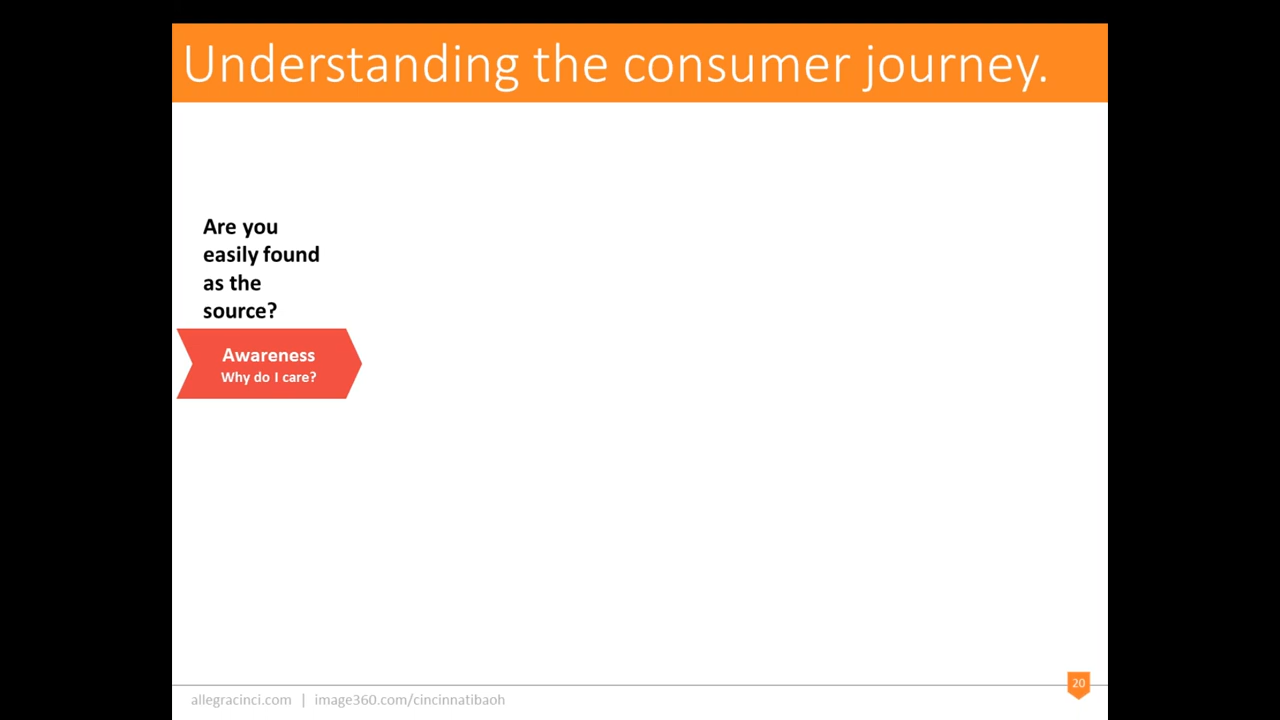 Understanding the consumer journey.
Are you
easily found
as the
source?
Awareness
Why do I care?
20
allegracinci.com | image360.com/cincinnatibaoh